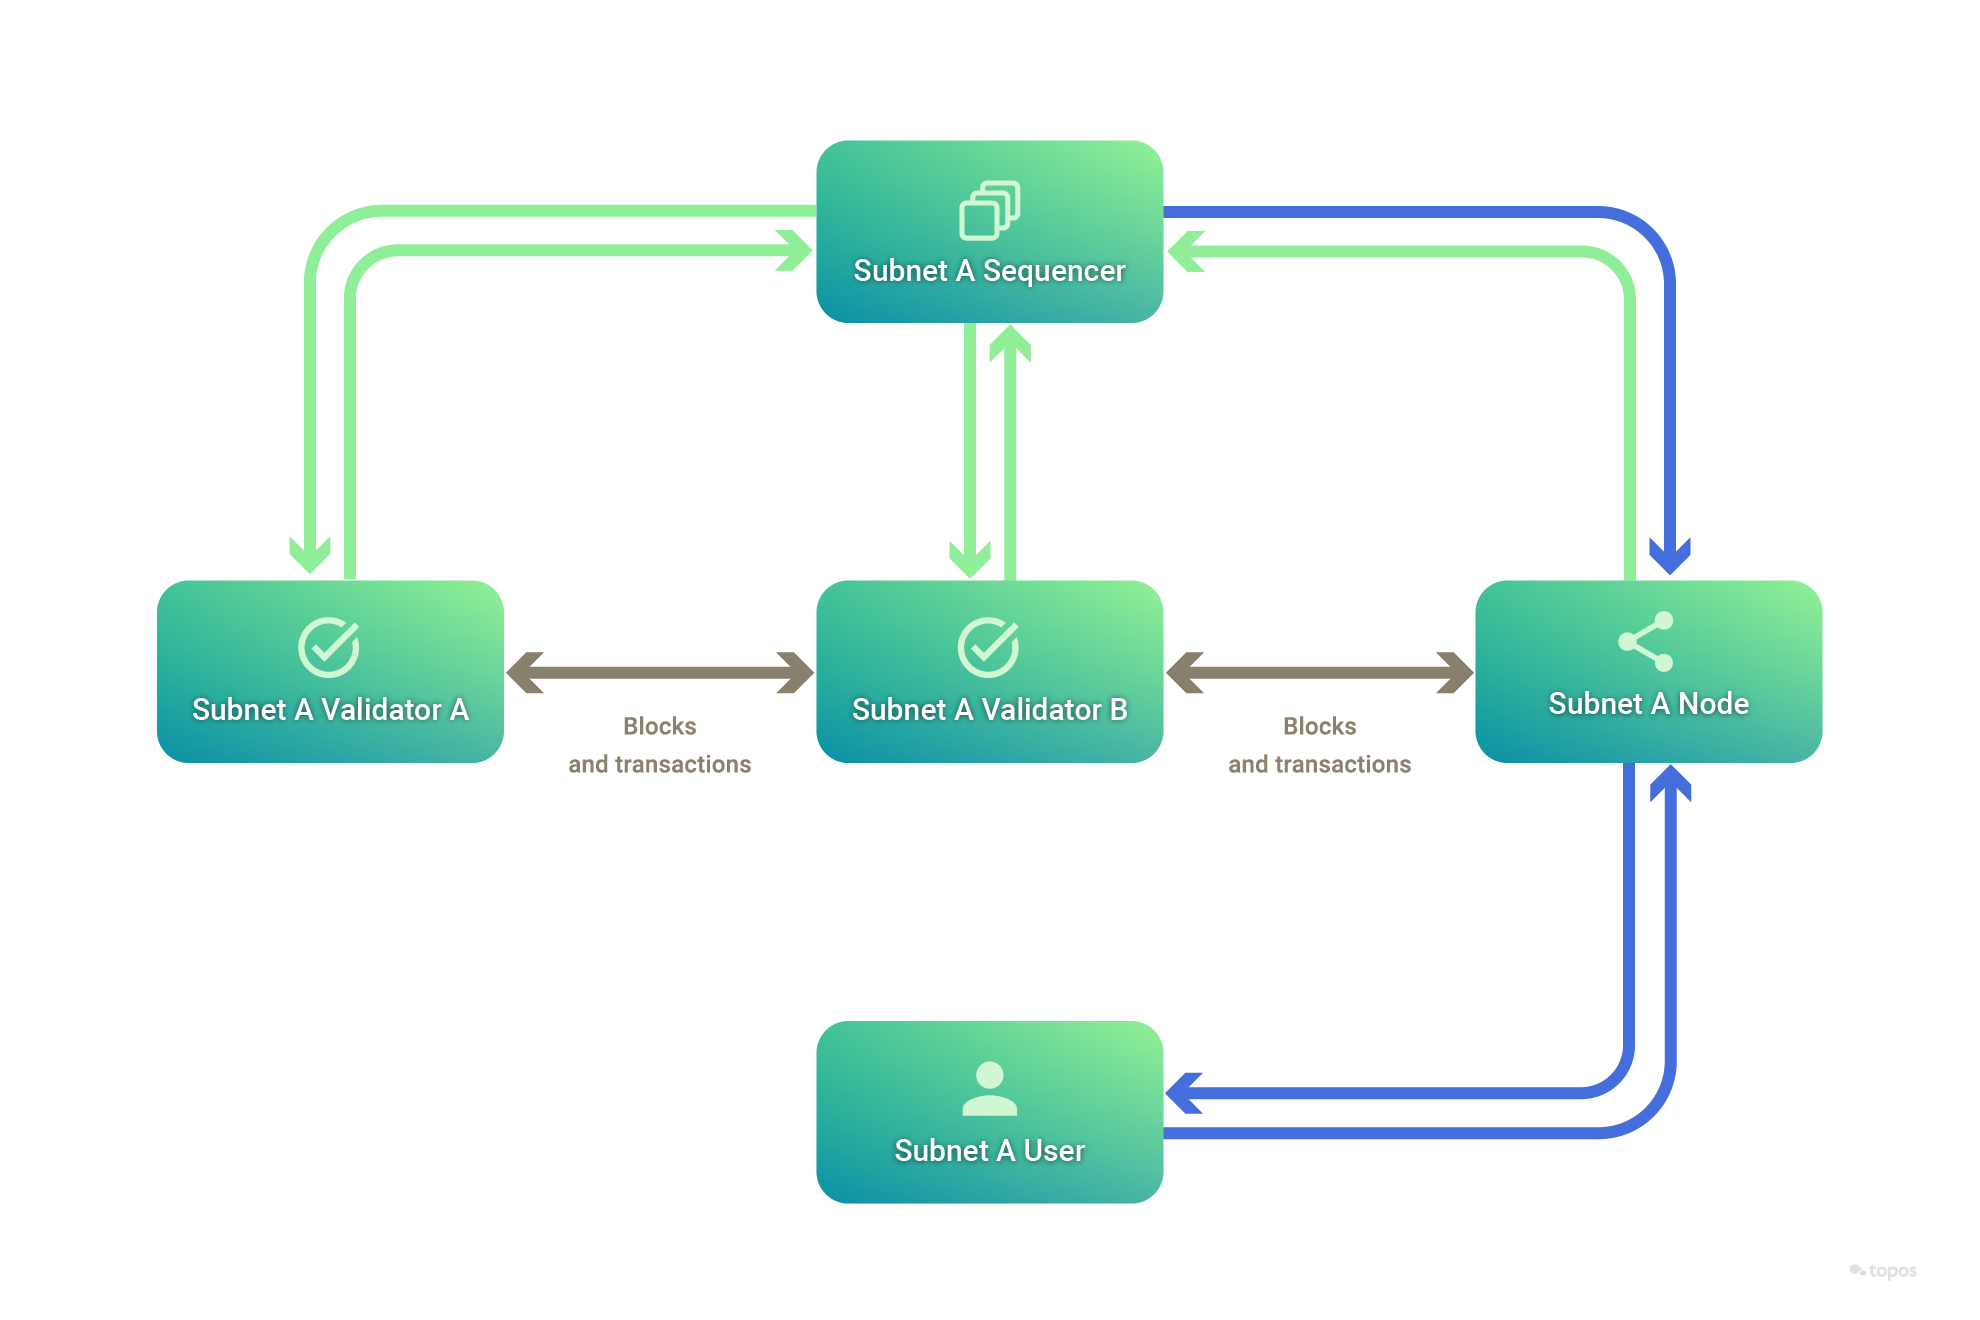 Subnet A Sequencer
Subnet A Validator A
Subnet A Validator B
Subnet A Node
Blocks
and transactions
Blocks
and transactions
Subnet A User
topos